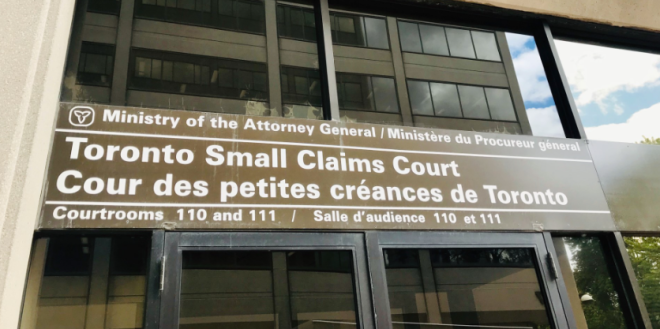 Ministry of the Attorney General / Ministère du Procureur général
Toronto Small Claims Court
Cour des petites créances de Toronto
Courtrooms 110 and 111 / Salle d'audience 110 et 111